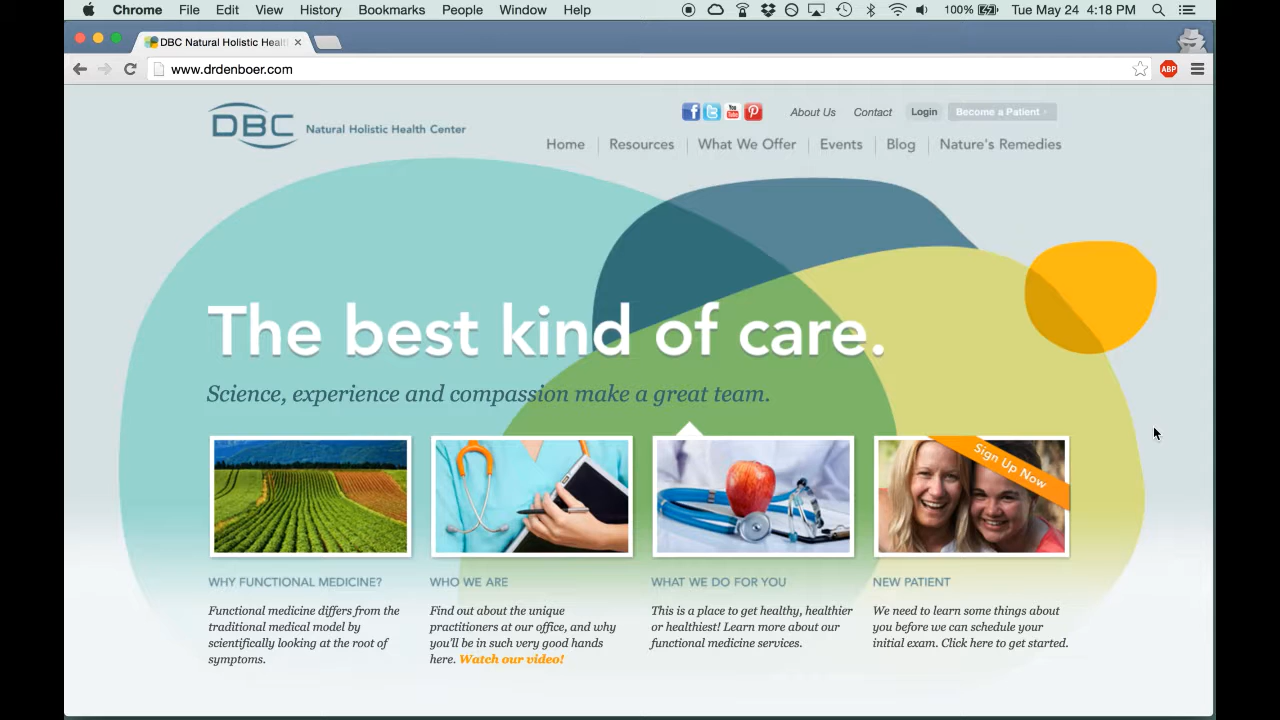 Chrome File Edit View History Bookmarks People Window Help 100% Tue May 24 4:18 PM
DBC Natural Holistic Heal
www.drdenboer.com
ABP
DBC Natural Holistic Health Center
You Tube
About Us Contact Login Become a Patient ›
Home Resources What We Offer Events Blog Nature's Remedies
The best kind of care.
Science, experience and compassion make a great team.
Sign Up Now
WHY FUNCTIONAL MEDICINE?
Functional medicine differs from the
traditional medical model by
scientifically looking at the root of
symptoms.
WHO WE ARE
Find out about the unique
practitioners at our office, and why
you'll be in such very good hands
here. Watch our video!
WHAT WE DO FOR YOU
This is a place to get healthy, healthier
or healthiest! Learn more about our
functional medicine services.
NEW PATIENT
We need to learn some things about
you before we can schedule your
initial exam. Click here to get started.